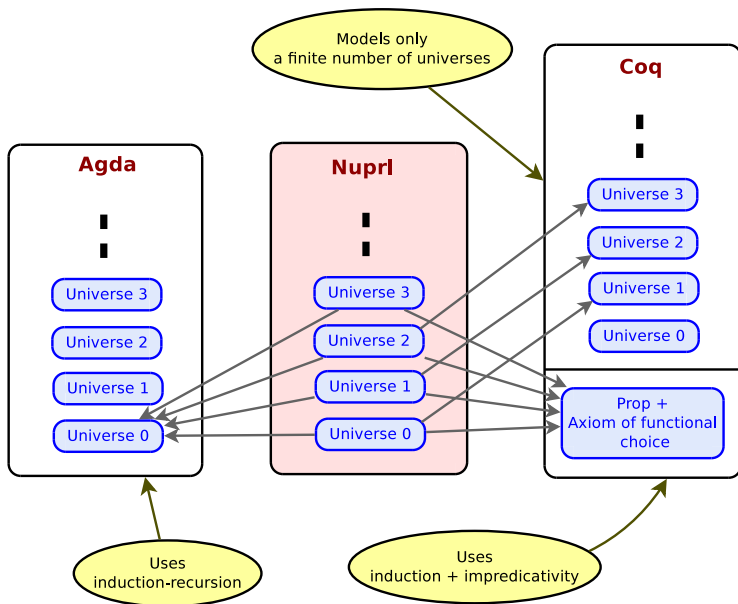 Models only
a finite number of universes
Agda
Universe 3
Universe 2
Universe 1
Universe 0
Nuprl
Universe 3
Universe 2
Universe 1
Universe 0
Coq
Universe 3
Universe 2
Universe 1
Universe 0
Prop +
Axiom of functional
choice
Uses
induction-recursion
Uses
induction + impredicativity